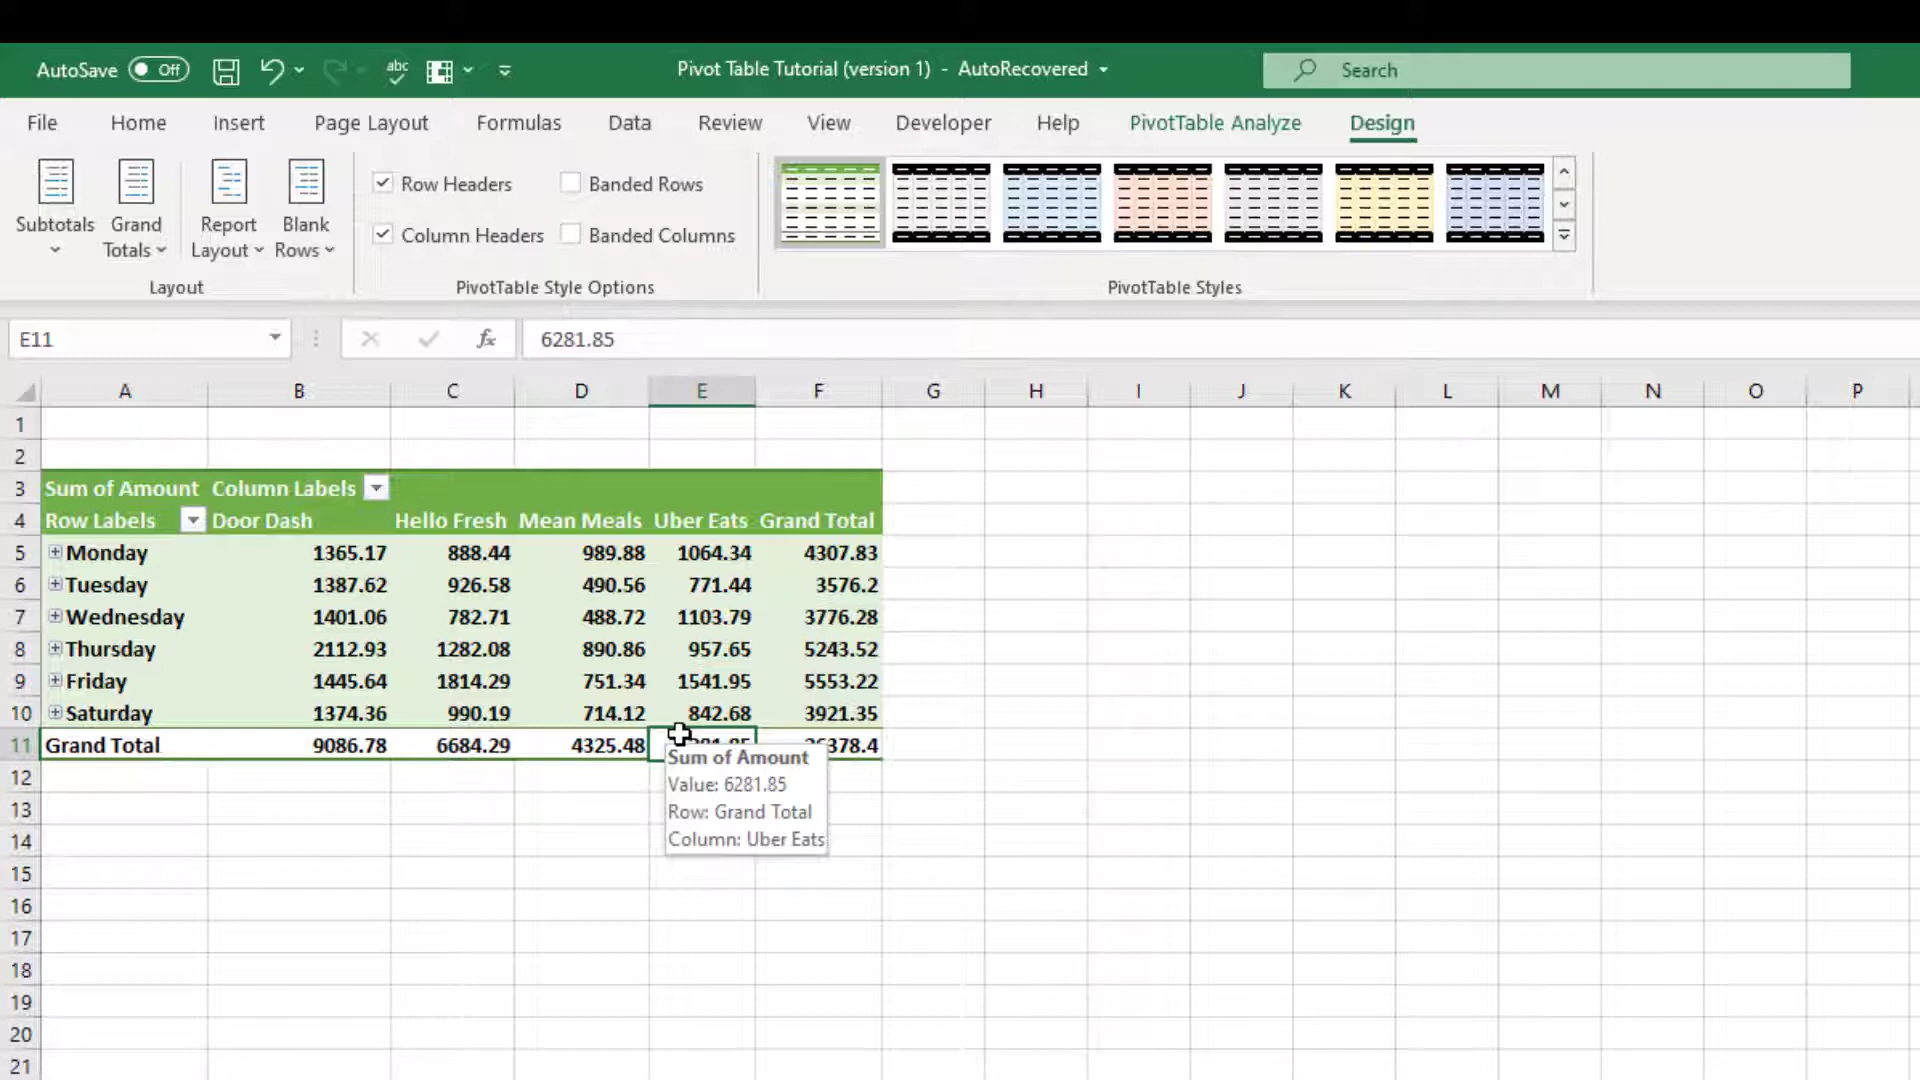 AutoSave Off abc Pivot Table Tutorial (version 1) - AutoRecovered Search
File Home Insert Page Layout Formulas Data Review View Developer Help PivotTable Analyze Design
Subtotals Grand Totals Report Layout Blank Rows
Row Headers Banded Rows
Column Headers Banded Columns
Layout PivotTable Style Options PivotTable Styles
E11 fx 6281.85
A B C D E F G H I J K L M N O P
1
2
3 Sum of Amount Column Labels
4 Row Labels Door Dash Hello Fresh Mean Meals Uber Eats Grand Total
5 Monday 1365.17 888.44 989.88 1064.34 4307.83
6 Tuesday 1387.62 926.58 490.56 771.44 3576.2
7 Wednesday 1401.06 782.71 488.72 1103.79 3776.28
8 Thursday 2112.93 1282.08 890.86 957.65 5243.52
9 Friday 1445.64 1814.29 751.34 1541.95 5553.22
10 Saturday 1374.36 990.19 714.12 842.68 3921.35
11 Grand Total 9086.78 6684.29 4325.48
Sum of Amount
Value: 6281.85
Row: Grand Total
Column: Uber Eats
12
13
14
15
16
17
18
19
20
21